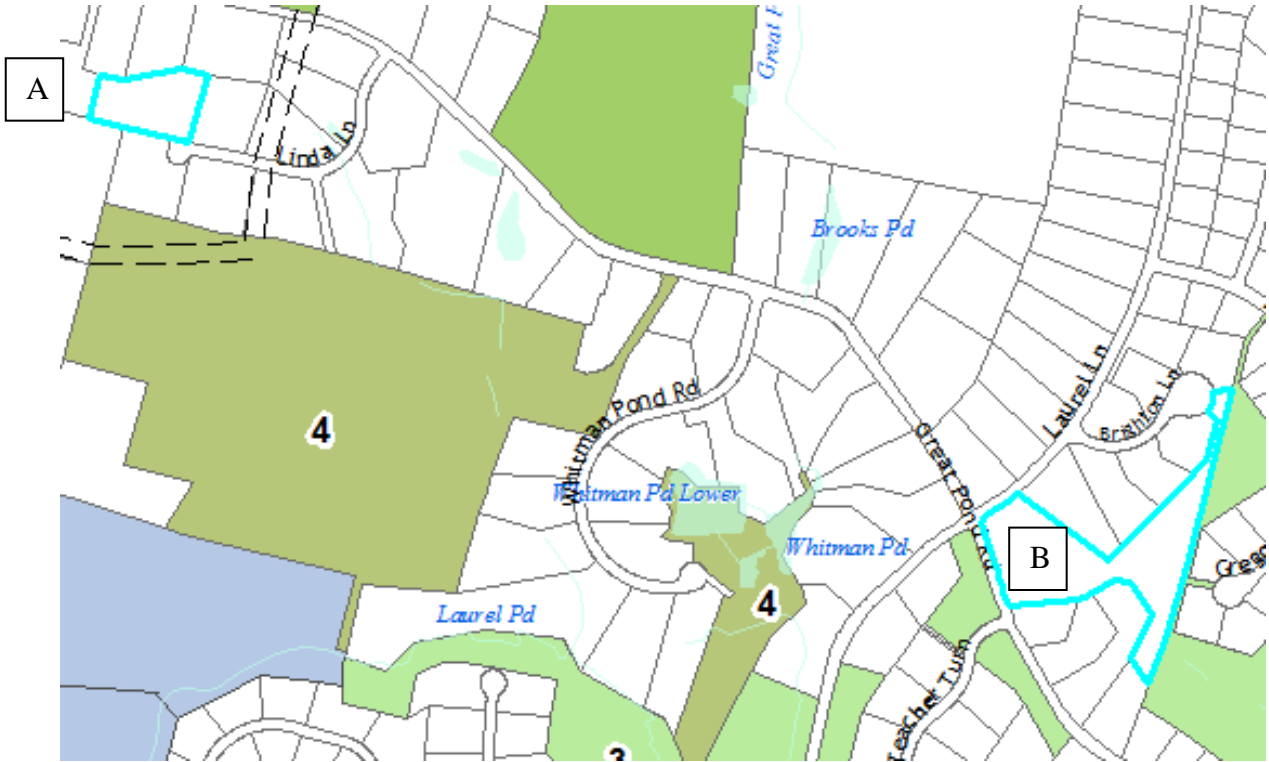 Great P
A
Linda Ln
Brooks Pd
Laurel Ln
Whitman Pond Rd
Brighton Ln
4
Great Pond Rd
Whitman Pd Lower
Whitman Pd
B
Grego
4
Laurel Pd
Teacher Turn
3